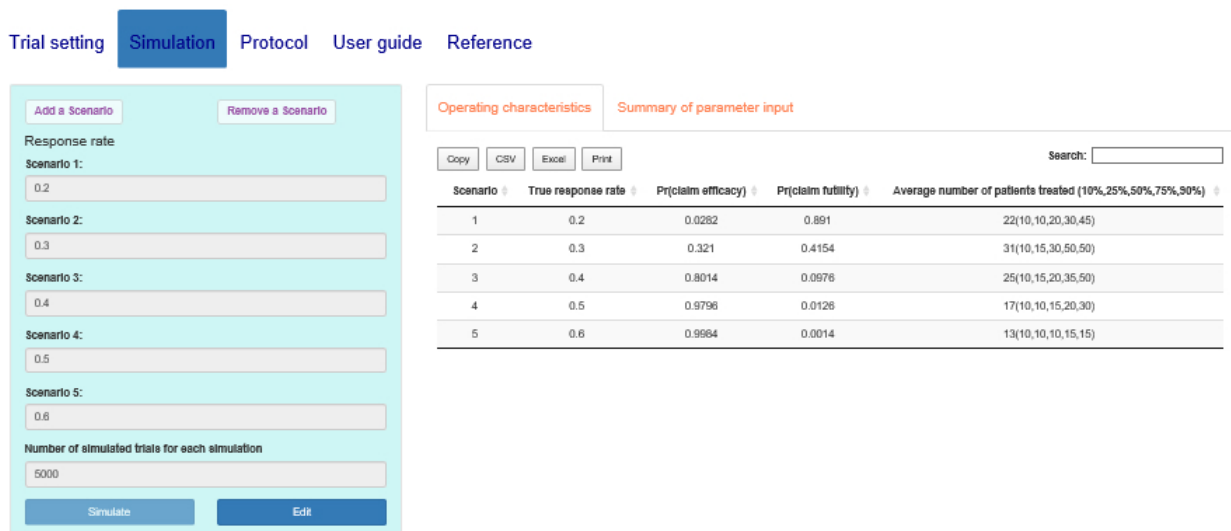 Trial setting Simulation Protocol User guide Reference
Add a Scenario Remove a Scenario
Response rate
Scenario 1:
0.2
Scenario 2:
0.3
Scenario 3:
0.4
Scenario 4:
0.5
Scenario 5:
0.6
Number of simulated trials for each simulation
5000
Simulate Edit
Operating characteristics Summary of parameter input
Copy CSV Excel Print Search:
Scenario True response rate Pr(claim efficacy) Pr(claim futility) Average number of patients treated (10%,25%,50%,75%,90%)
1 0.2 0.0282 0.891 22(10,10,20,30,45)
2 0.3 0.321 0.4154 31(10,15,30,50,50)
3 0.4 0.8014 0.0976 25(10,15,20,35,50)
4 0.5 0.9796 0.0126 17(10,10,15,20,30)
5 0.6 0.9984 0.0014 13(10,10,10,15,15)